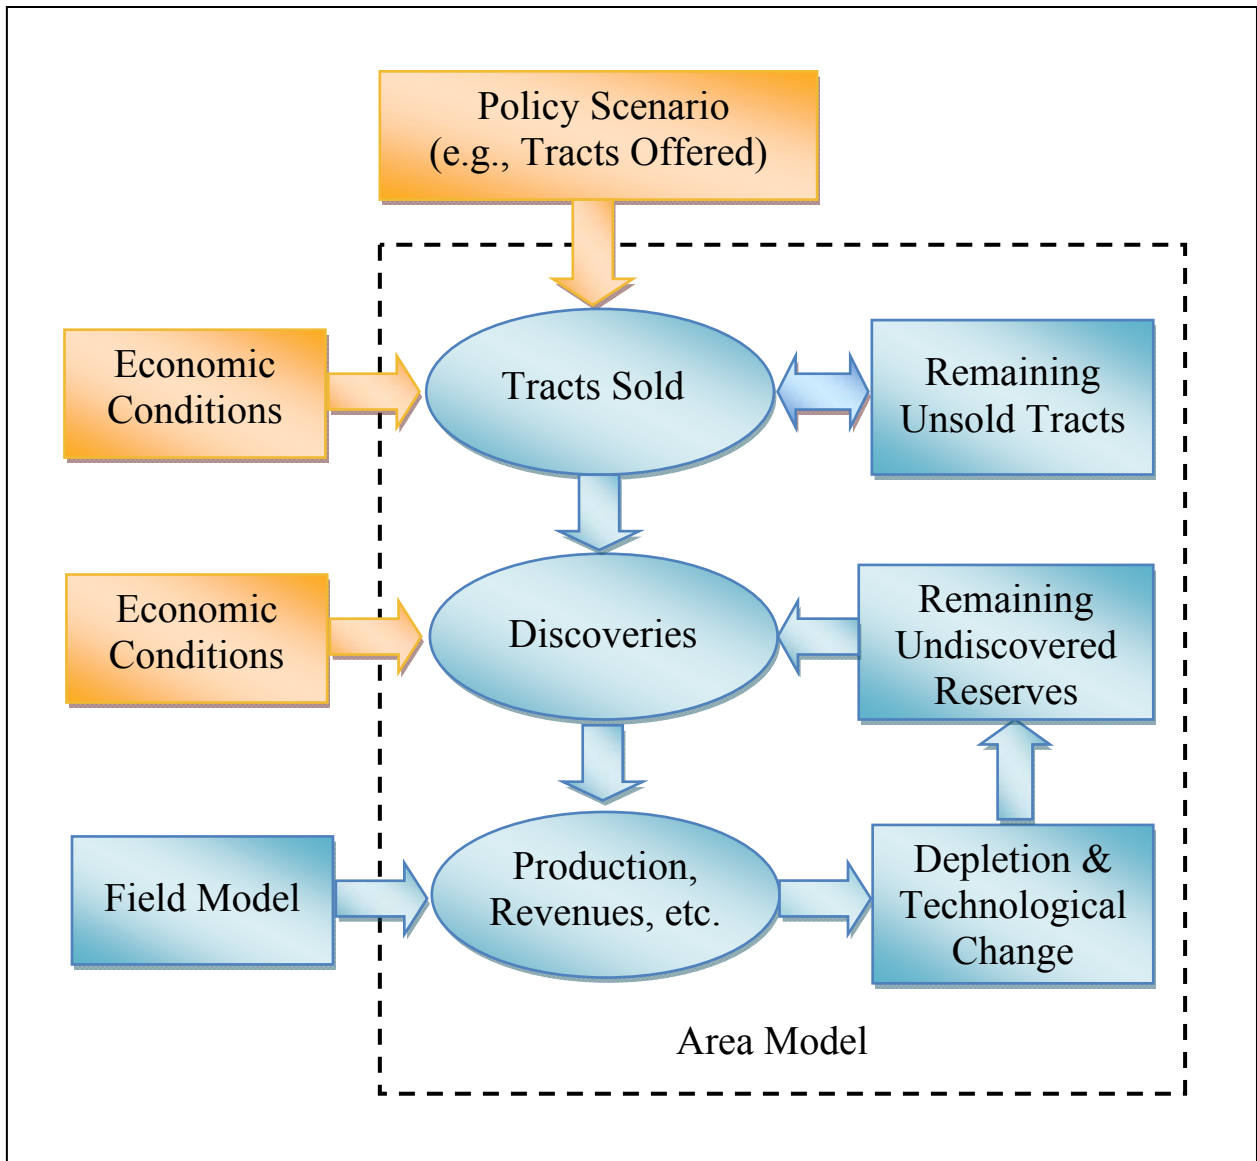 Policy Scenario
(e.g., Tracts Offered)
Economic
Conditions
Tracts Sold
Remaining
Unsold Tracts
Economic
Conditions
Discoveries
Remaining
Undiscovered
Reserves
Field Model
Production,
Revenues, etc.
Depletion &
Technological
Change
Area Model